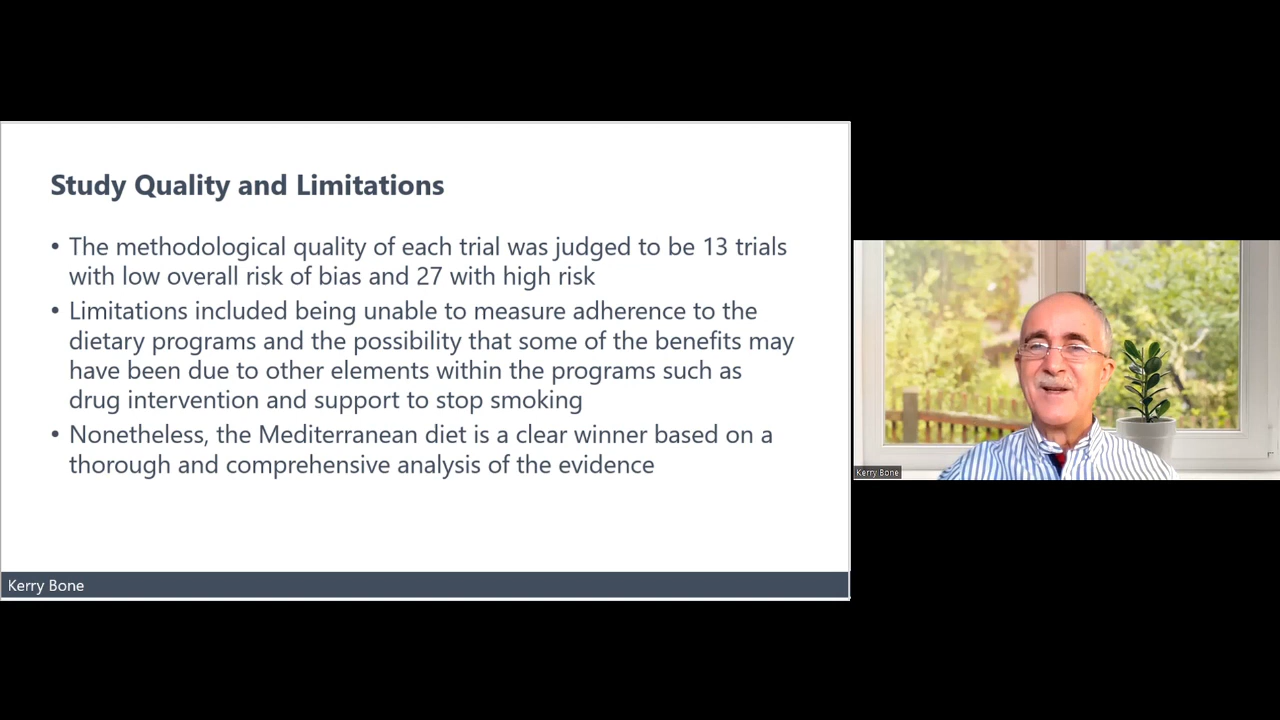 Study Quality and Limitations
• The methodological quality of each trial was judged to be 13 trials
with low overall risk of bias and 27 with high risk
• Limitations included being unable to measure adherence to the
dietary programs and the possibility that some of the benefits may
have been due to other elements within the programs such as
drug intervention and support to stop smoking
• Nonetheless, the Mediterranean diet is a clear winner based on a
thorough and comprehensive analysis of the evidence
Kerry Bone
Kerry Bone